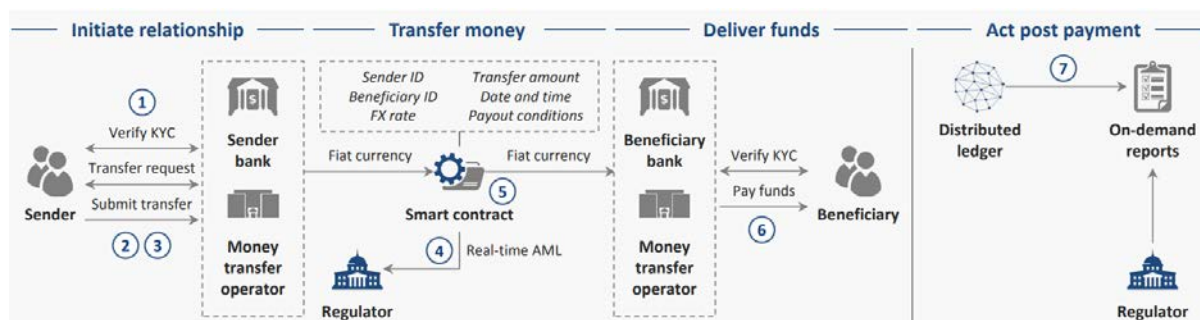 Initiate relationship
Transfer money
Deliver funds
Act post payment
1
Verify KYC
Transfer request
Submit transfer
2 3
Sender
Sender
bank
Money
transfer
operator
Sender ID
Beneficiary ID
FX rate
Transfer amount
Date and time
Payout conditions
Fiat currency
Fiat currency
5
Smart contract
4
Real-time AML
Regulator
Beneficiary
bank
Money
transfer
operator
Verify KYC
Pay funds
6
Beneficiary
7
Distributed
ledger
On-demand
reports
Regulator